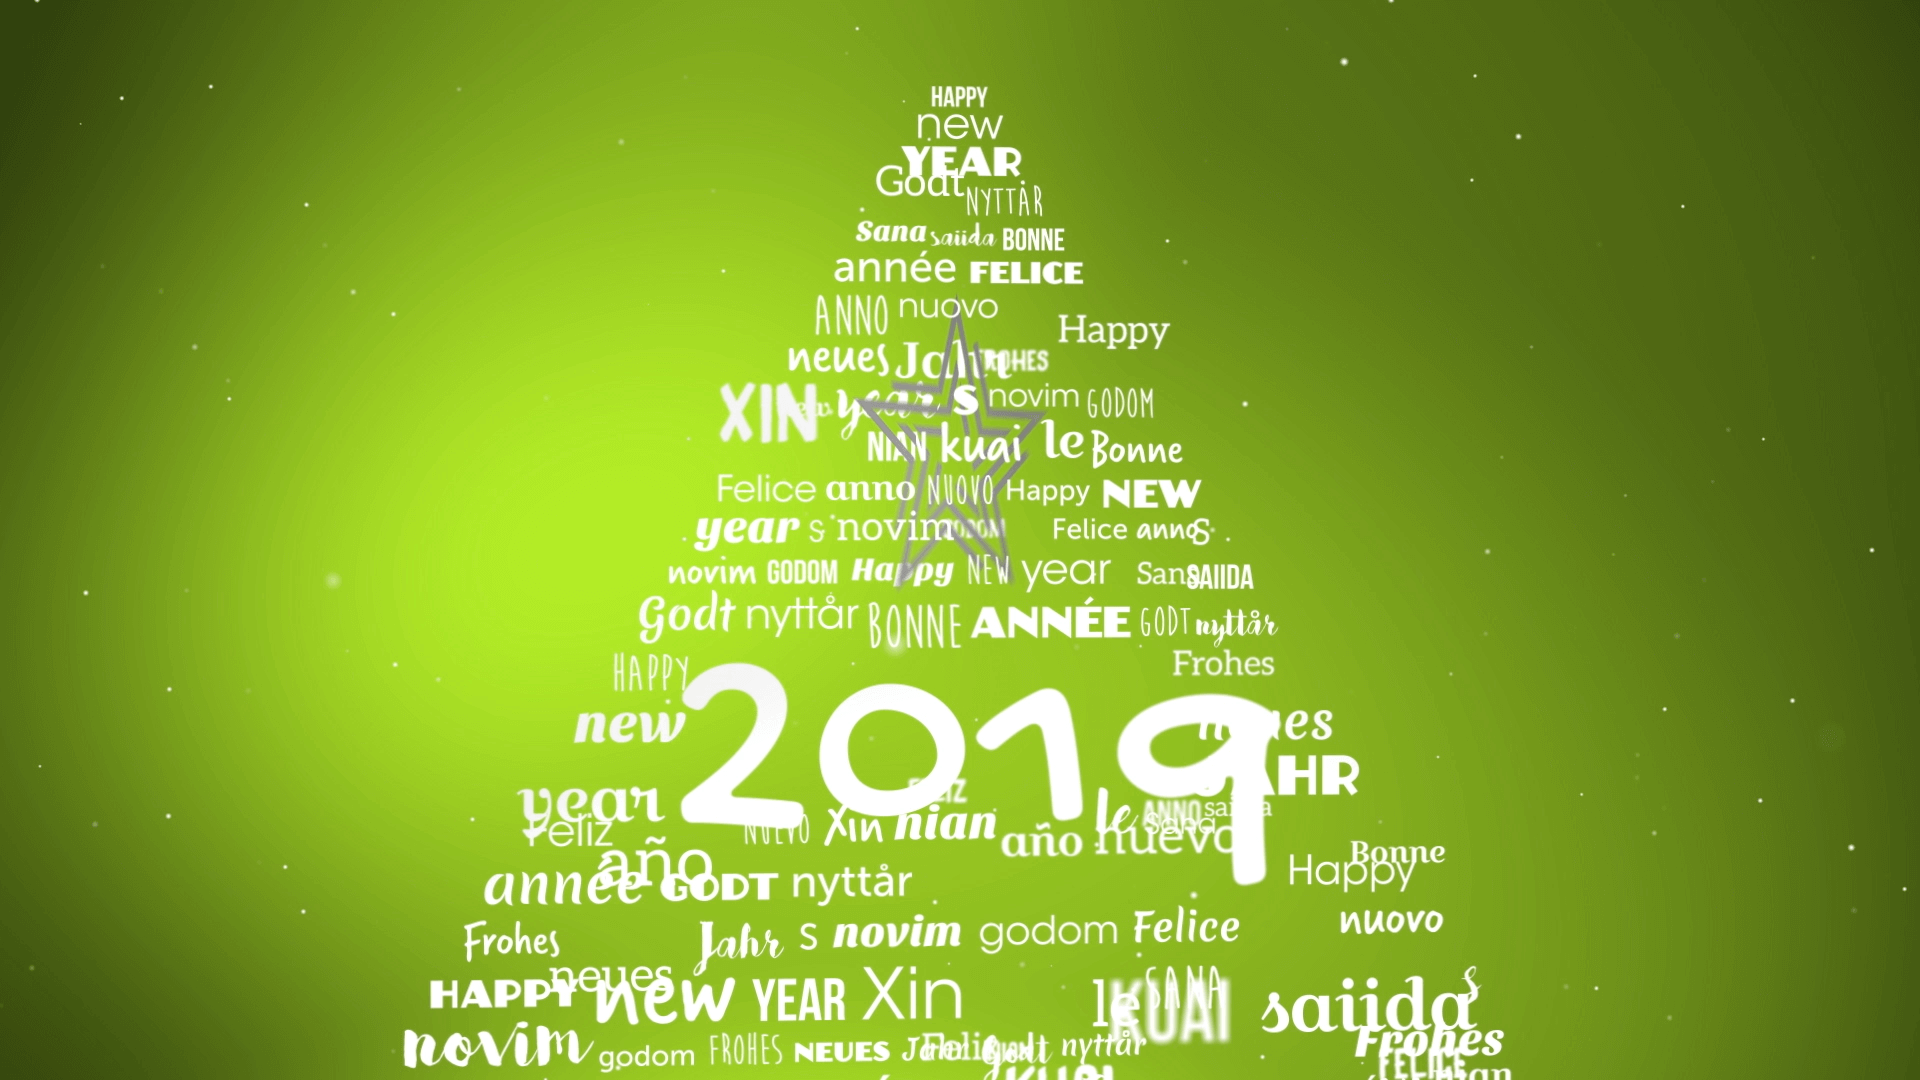 HAPPY
new
YEAR
Godt NYTTÅR
Sana saiida BONNE
année FELICE
ANNO nuovo
Happy
neues Jahr FROHES
XIN new year s novim GODOM
NIAN kuai le Bonne
Felice anno NUOVO Happy NEW
year s novim GODOM Felice anno S
novim GODOM Happy NEW year Sana SAIIDA
Godt nyttår BONNE ANNÉE GODT nyttår
HAPPY Frohes
2019
new neues
JAHR
year FELIZ
Feliz NUEVO Xin nian año nuevo le ANNO saiida
Sana
año Happy Bonne
année GODT nyttår
nuovo
Frohes Jahr s novim godom Felice
neues
HAPPY new YEAR Xin le KUAI SANA saiida s
novim godom FROHES NEUES Jahr Feliz Godt nyttår Frohes
KUAI FELICE nian